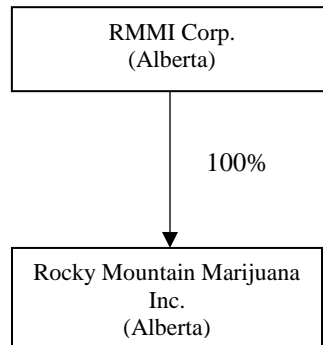 RMMI Corp.
(Alberta)
100%
Rocky Mountain Marijuana
Inc.
(Alberta)